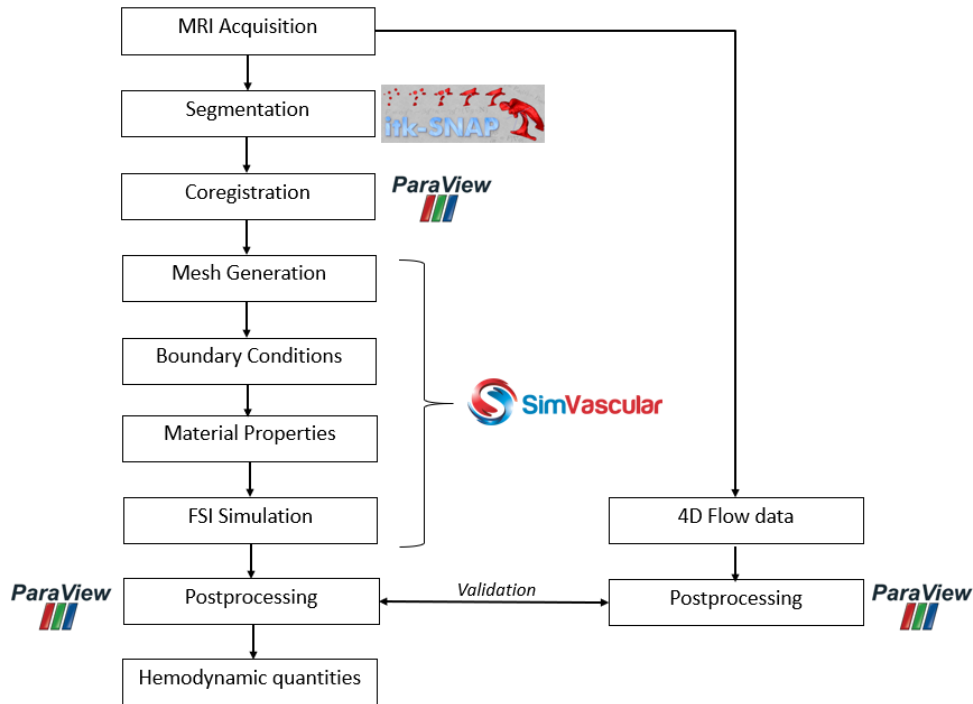 MRI Acquisition
Segmentation
itk-SNAP
Coregistration
ParaView
Mesh Generation
Boundary Conditions
SimVascular
Material Properties
FSI Simulation
4D Flow data
ParaView
Postprocessing
Validation
Postprocessing
ParaView
Hemodynamic quantities